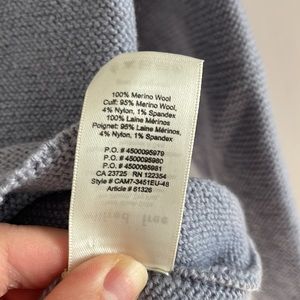 100% Merino Wool
Cuff: 95% Merino Wool,
4% Nylon, 1% Spandex
100% Laine Mérinos
Poignet: 95% Laine Mérinos,
4% Nylon, 1% Spandex
P.O. # 4500095979
P.O. # 4500095980
P.O. # 4500095981
CA 23725 RN 122354
Style # CAM7-3451EU-48
Article # 61326